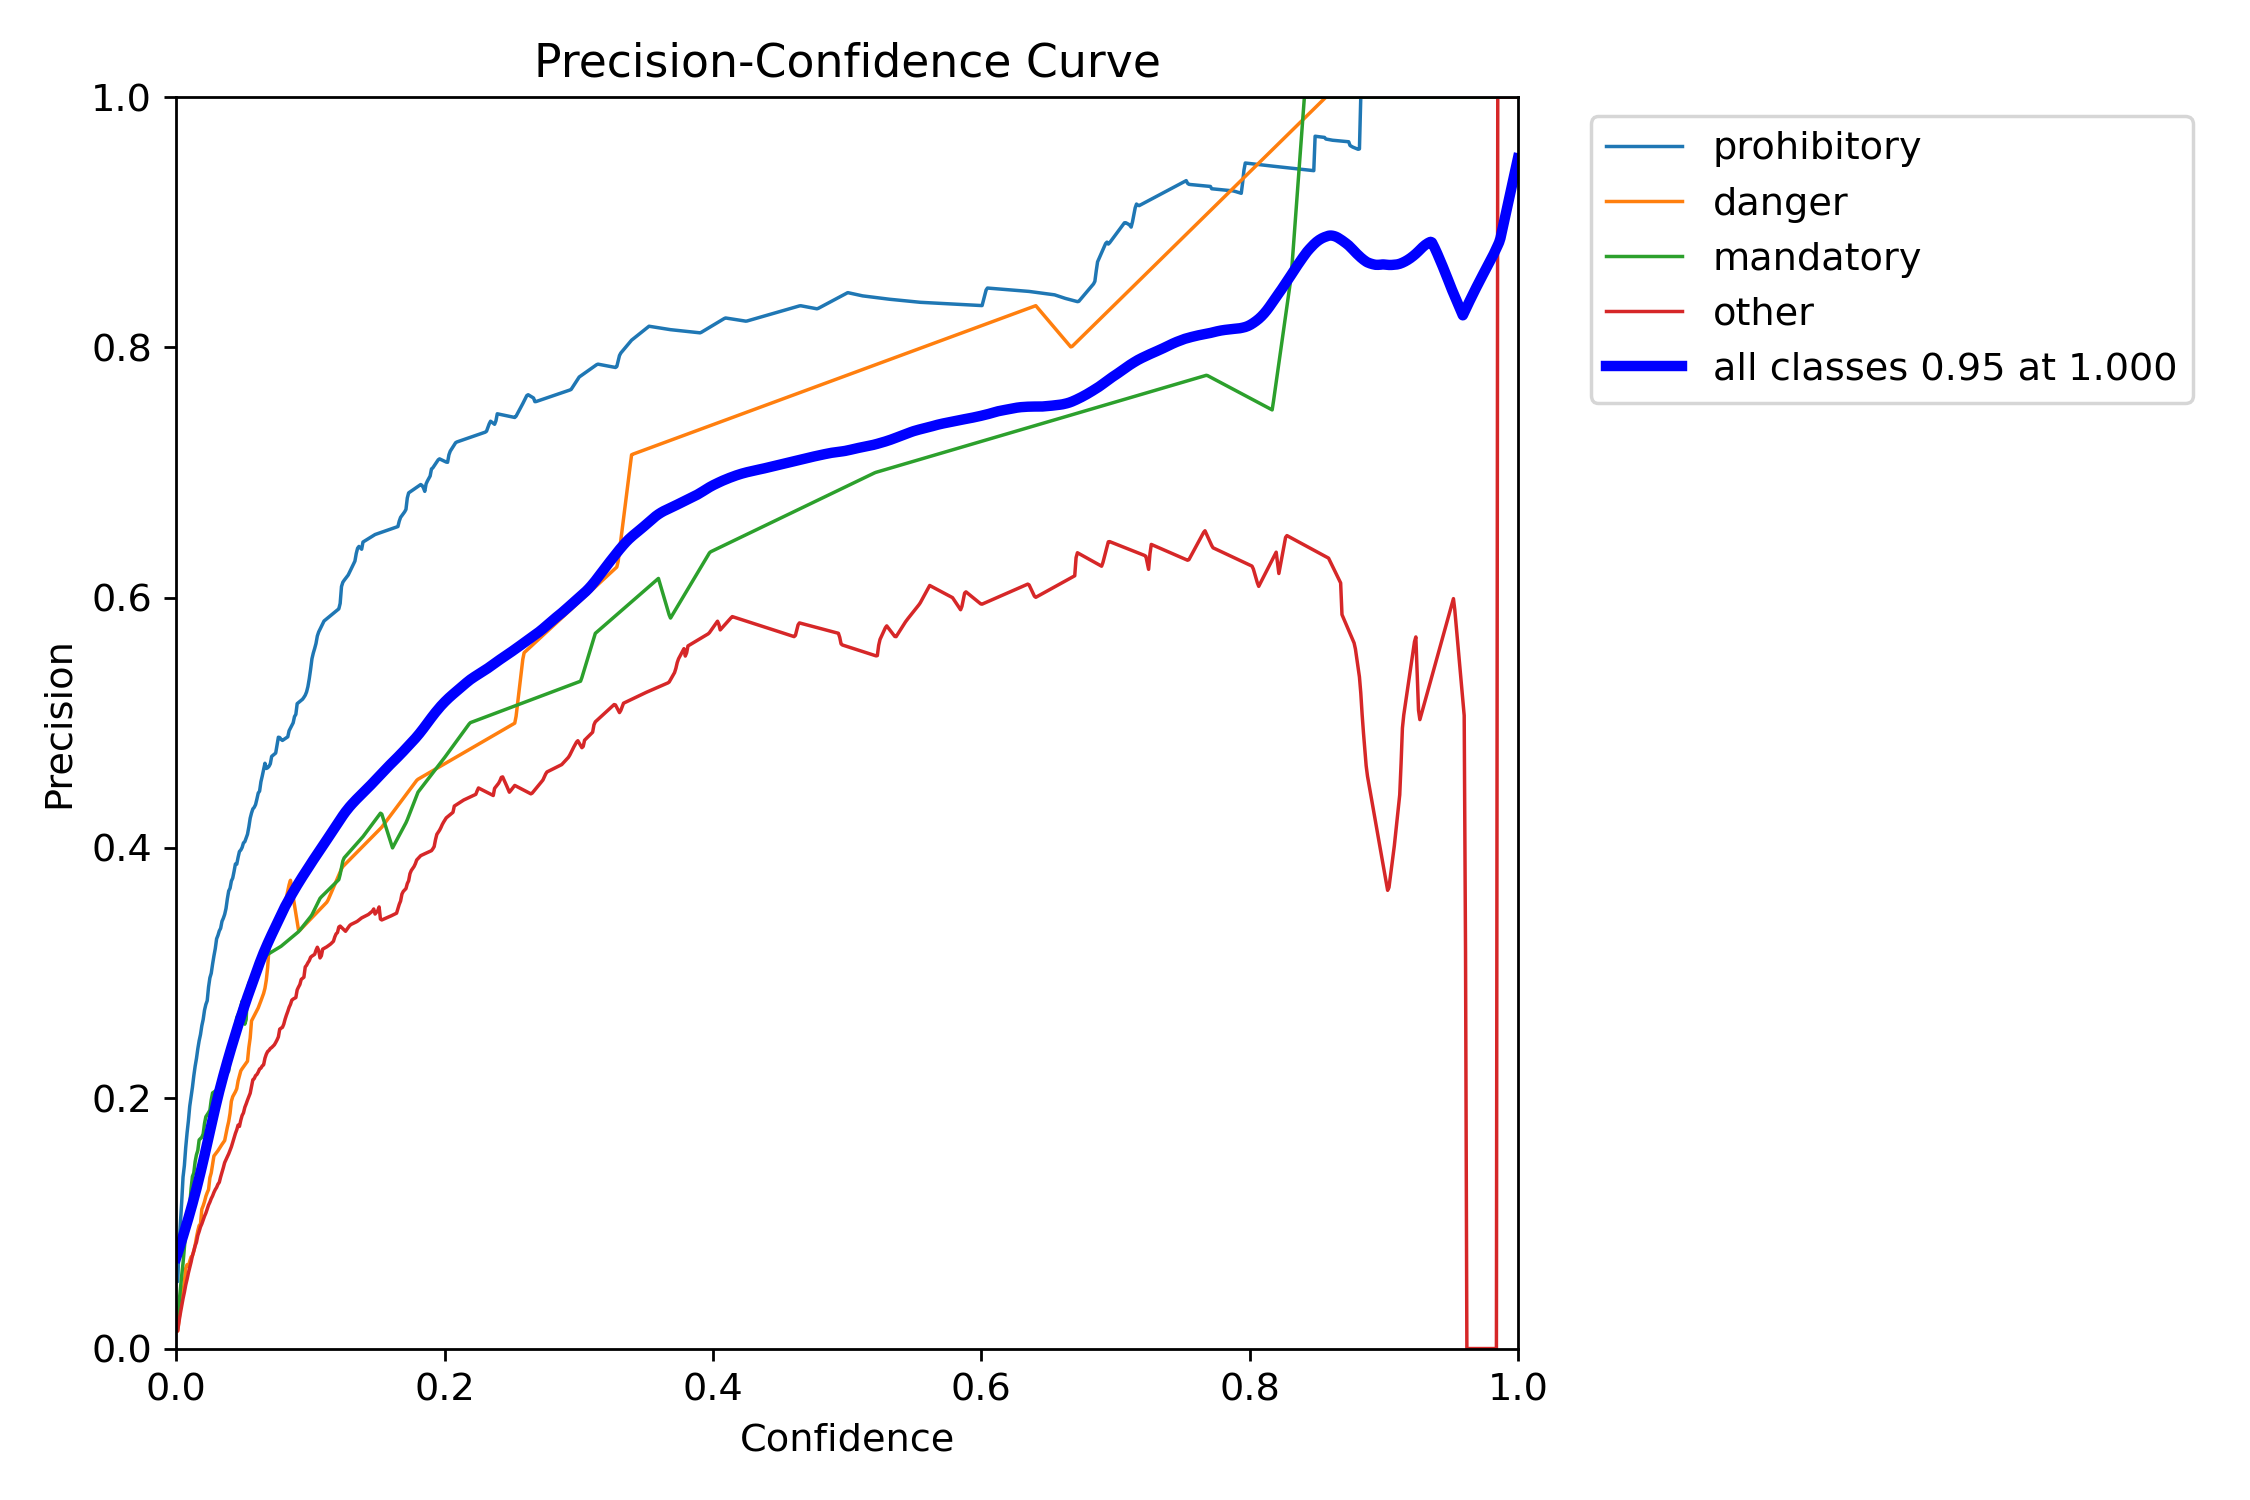 Precision-Confidence Curve
1.0
0.8
0.6
0.4
0.2
0.0
Precision
0.0 0.2 0.4 0.6 0.8 1.0
Confidence
prohibitory
danger
mandatory
other
all classes 0.95 at 1.000